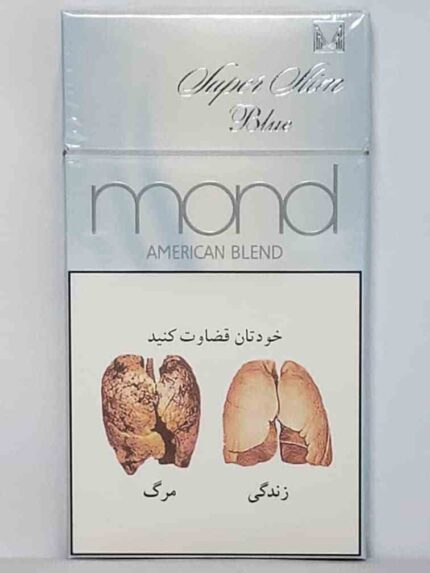 Super Slim
Blue
mond
AMERICAN BLEND
خودتان قضاوت کنید
زندگی
مرگ